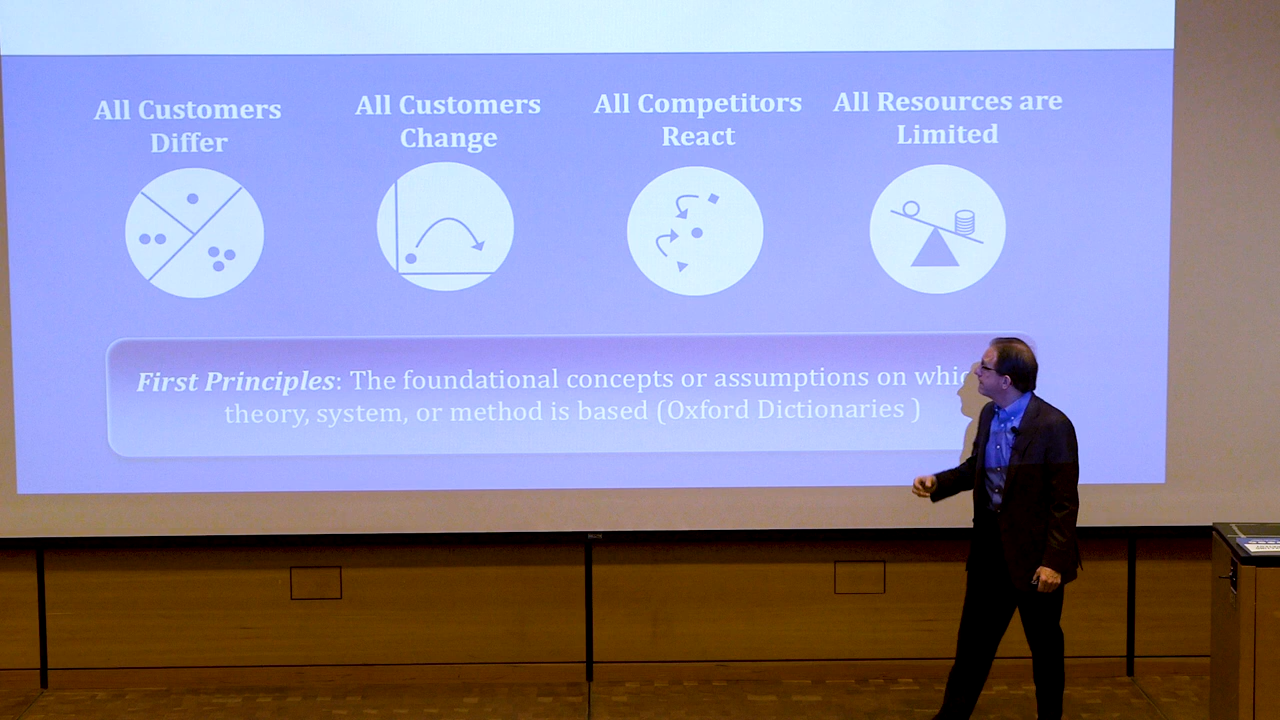 All Customers
Differ
All Customers
Change
All Competitors
React
All Resources are
Limited
First Principles: The foundational concepts or assumptions on
theory, system, or method is based (Oxford Dictionaries )